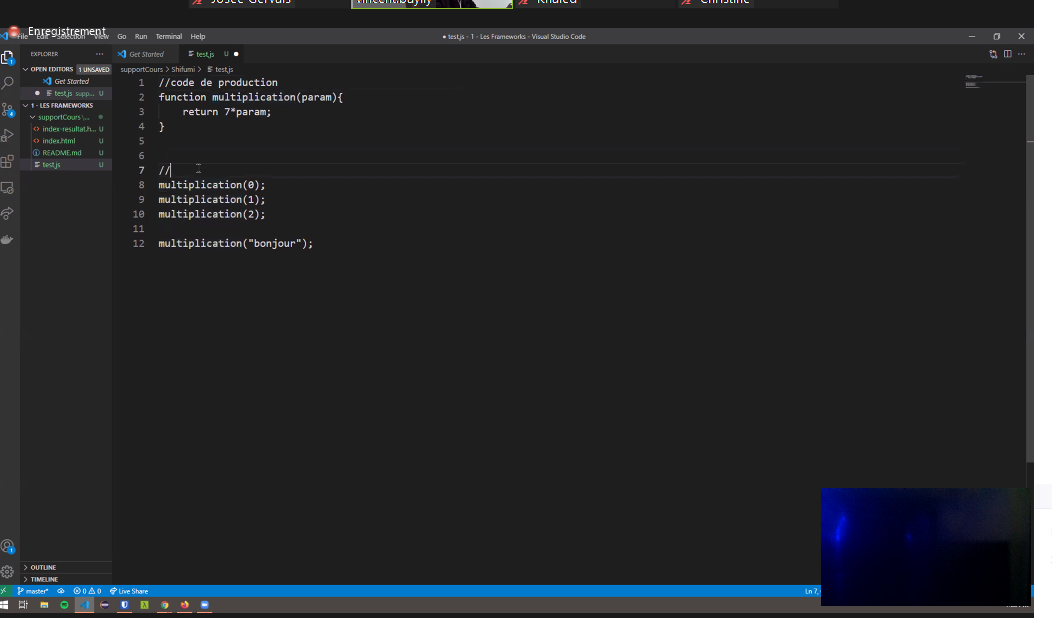 Josée Gervais vincent.bayily Khaled Christine
Enregistrement
File Edit Selection View Go Run Terminal Help
● test.js - 1 - Les Frameworks - Visual Studio Code
EXPLORER ···
Get Started
test.js U ●
OPEN EDITORS 1 UNSAVED
Get Started
● test.js supp... U
1 - LES FRAMEWORKS
supportCours \...
index-resultat.h... U
index.html U
README.md U
test.js U
supportCours > Shifumi > test.js
1 //code de production
2 function multiplication(param){
3 return 7*param;
4 }
5
6
7 //
8 multiplication(0);
9 multiplication(1);
10 multiplication(2);
11
12 multiplication("bonjour");
OUTLINE
TIMELINE
master* 0 0 Live Share
Ln 7,